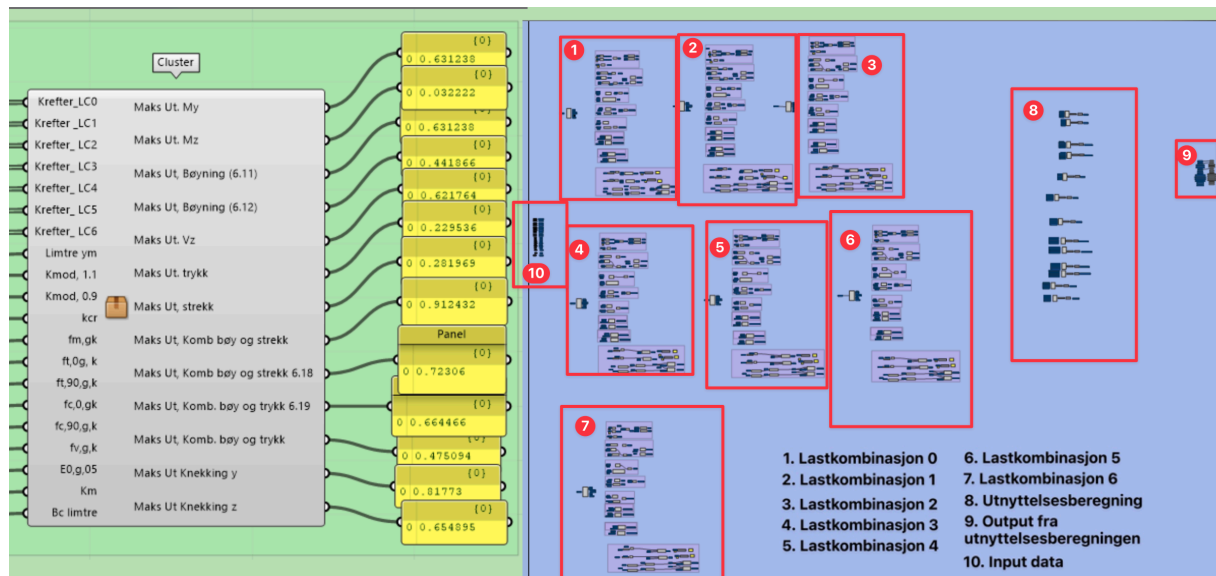 Cluster
Krefter_LC0
Krefter _LC1
Krefter_ LC2
Krefter_ LC3
Krefter_ LC4
Krefter_ LC5
Krefter_ LC6
Limtre ym
Kmod, 1.1
Kmod, 0.9
kcr
fm,gk
ft,0g, k
ft,90,g,k
fc,0,gk
fc,90,g,k
fv,g,k
E0,g,05
Km
Bc limtre
Maks Ut. My
Maks Ut. Mz
Maks Ut, Bøyning (6.11)
Maks Ut, Bøyning (6.12)
Maks Ut. Vz
Maks Ut. trykk
Maks Ut, strekk
Maks Ut, Komb bøy og strekk
Maks Ut, Komb bøy og strekk 6.18
Maks Ut, Komb. bøy og trykk 6.19
Maks Ut, Komb. bøy og trykk
Maks Ut Knekking y
Maks Ut Knekking z
{0}
0 0.631238
{0}
0 0.032222
{0}
0 0.631238
{0}
0 0.441866
{0}
0 0.621764
{0}
0 0.229536
{0}
0 0.281969
{0}
0 0.912432
Panel
{0}
0 0.72306
{0}
0 0.664466
{0}
0 0.475094
{0}
0 0.81773
{0}
0 0.654895
1
2
3
4
5
6
7
8
9
10
1. Lastkombinasjon 0
2. Lastkombinasjon 1
3. Lastkombinasjon 2
4. Lastkombinasjon 3
5. Lastkombinasjon 4
6. Lastkombinasjon 5
7. Lastkombinasjon 6
8. Utnyttelsesberegning
9. Output fra
utnyttelsesberegningen
10. Input data